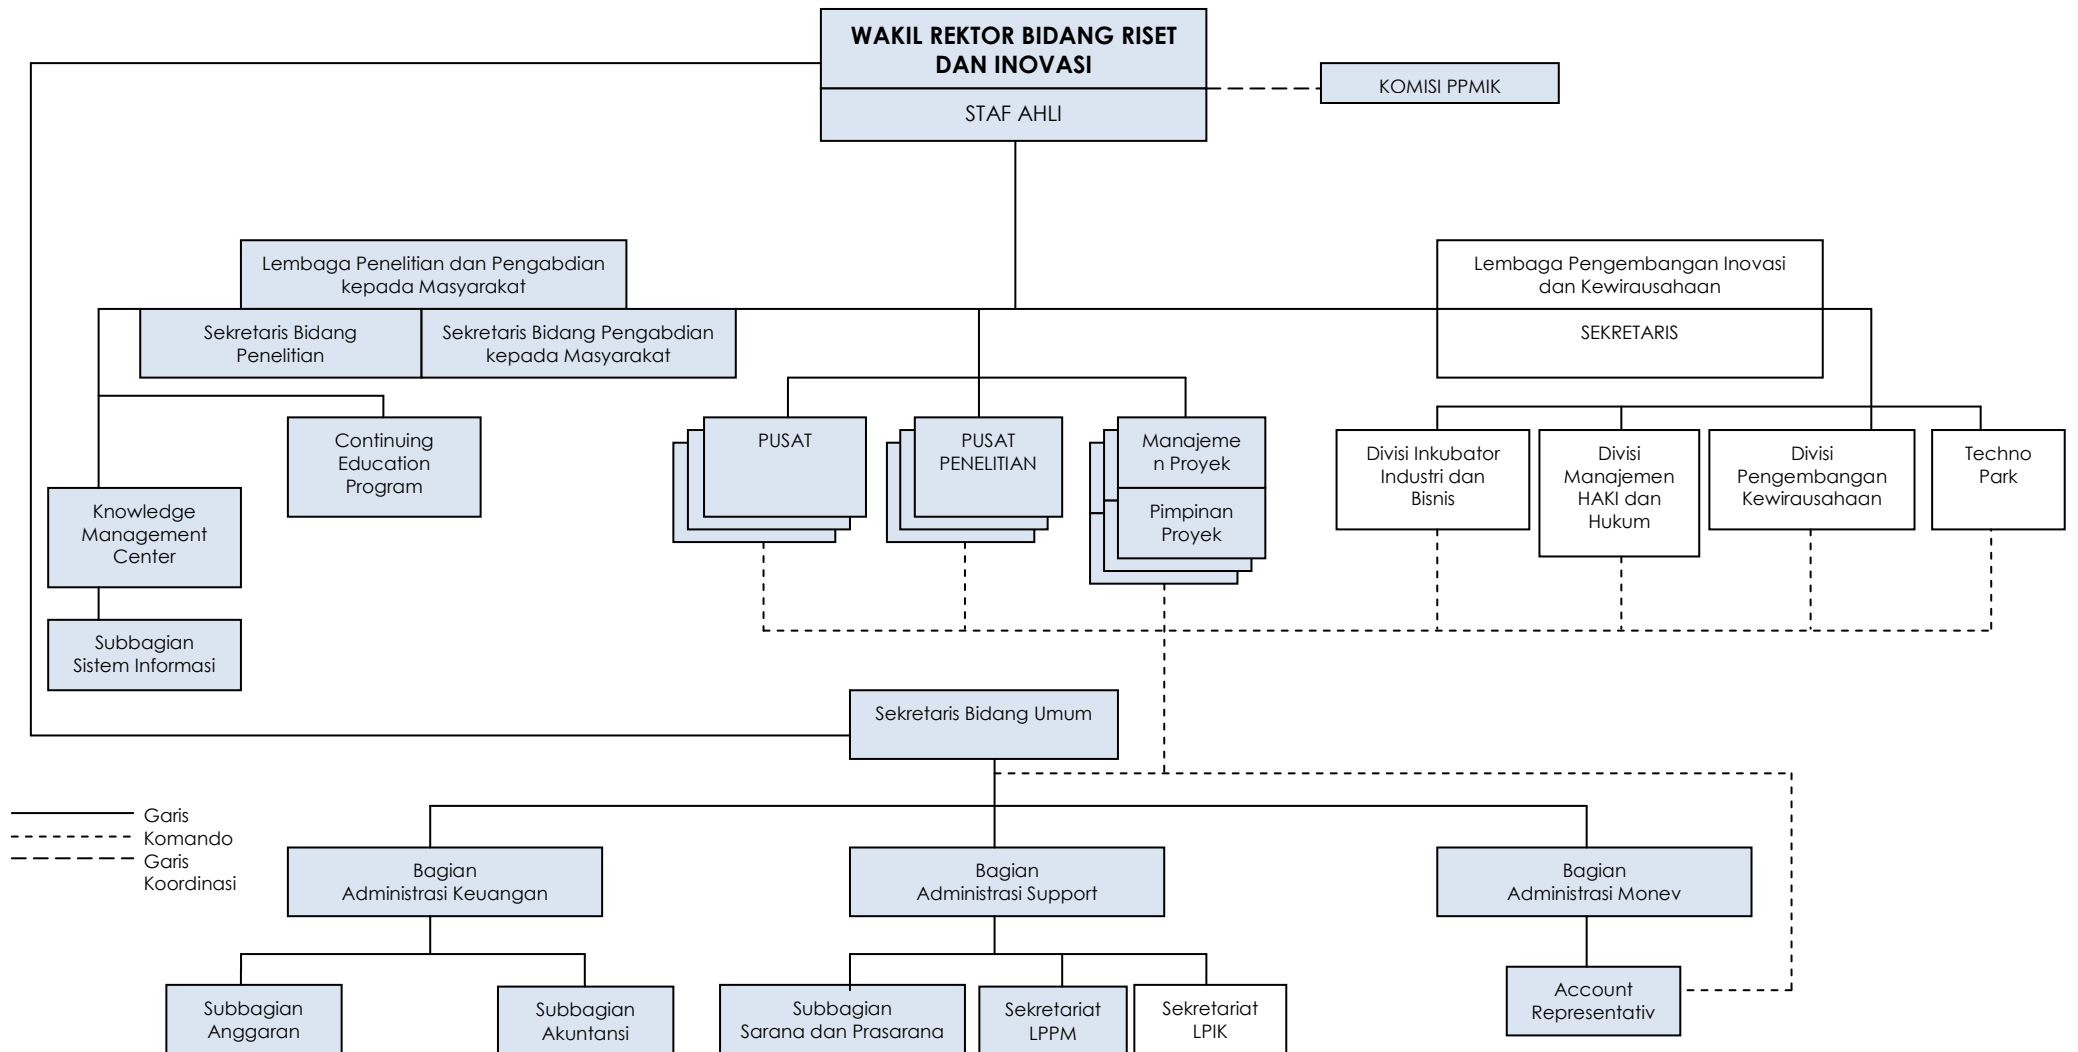 WAKIL REKTOR BIDANG RISET
DAN INOVASI
STAF AHLI
KOMISI PPMIK
Lembaga Penelitian dan Pengabdian
kepada Masyarakat
Sekretaris Bidang
Penelitian
Sekretaris Bidang Pengabdian
kepada Masyarakat
Lembaga Pengembangan Inovasi
dan Kewirausahaan
SEKRETARIS
Continuing
Education
Program
Knowledge
Management
Center
Subbagian
Sistem Informasi
PUSAT
PUSAT
PENELITIAN
Manajeme
n Proyek
Pimpinan
Proyek
Divisi Inkubator
Industri dan
Bisnis
Divisi
Manajemen
HAKI dan
Hukum
Divisi
Pengembangan
Kewirausahaan
Techno
Park
Sekretaris Bidang Umum
Garis
Komando
Garis
Koordinasi
Bagian
Administrasi Keuangan
Bagian
Administrasi Support
Bagian
Administrasi Monev
Subbagian
Anggaran
Subbagian
Akuntansi
Subbagian
Sarana dan Prasarana
Sekretariat
LPPM
Sekretariat
LPIK
Account
Representativ